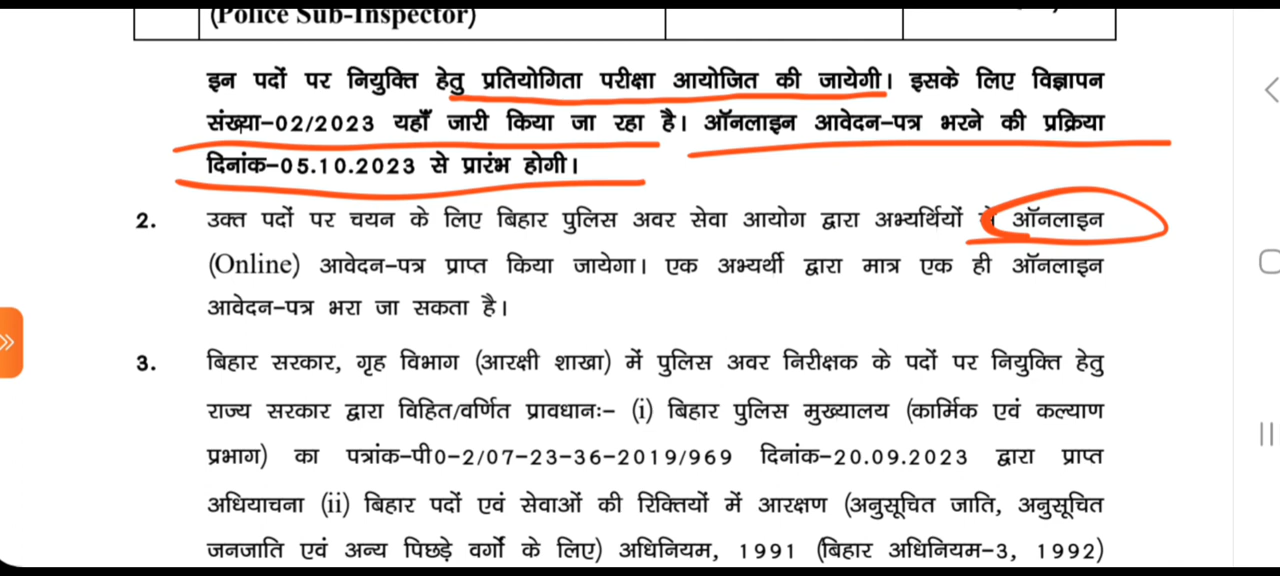 (Police Sub-Inspector)
इन पदों पर नियुक्ति हेतु प्रतियोगिता परीक्षा आयोजित की जायेगी। इसके लिए विज्ञापन
संख्या-02/2023 यहाँ जारी किया जा रहा है। ऑनलाइन आवेदन-पत्र भरने की प्रक्रिया
दिनांक-05.10.2023 से प्रारंभ होगी।
2. उक्त पदों पर चयन के लिए बिहार पुलिस अवर सेवा आयोग द्वारा अभ्यर्थियों से ऑनलाइन
(Online) आवेदन-पत्र प्राप्त किया जायेगा। एक अभ्यर्थी द्वारा मात्र एक ही ऑनलाइन
आवेदन-पत्र भरा जा सकता है।
3. बिहार सरकार, गृह विभाग (आरक्षी शाखा) में पुलिस अवर निरीक्षक के पदों पर नियुक्ति हेतु
राज्य सरकार द्वारा विहित/वर्णित प्रावधानः- (i) बिहार पुलिस मुख्यालय (कार्मिक एवं कल्याण
प्रभाग) का पत्रांक-पी0-2/07-23-36-2019/969 दिनांक-20.09.2023 द्वारा प्राप्त
अधियाचना (ii) बिहार पदों एवं सेवाओं की रिक्तियों में आरक्षण (अनुसूचित जाति, अनुसूचित
जनजाति एवं अन्य पिछड़े वर्गों के लिए) अधिनियम, 1991 (बिहार अधिनियम-3, 1992)